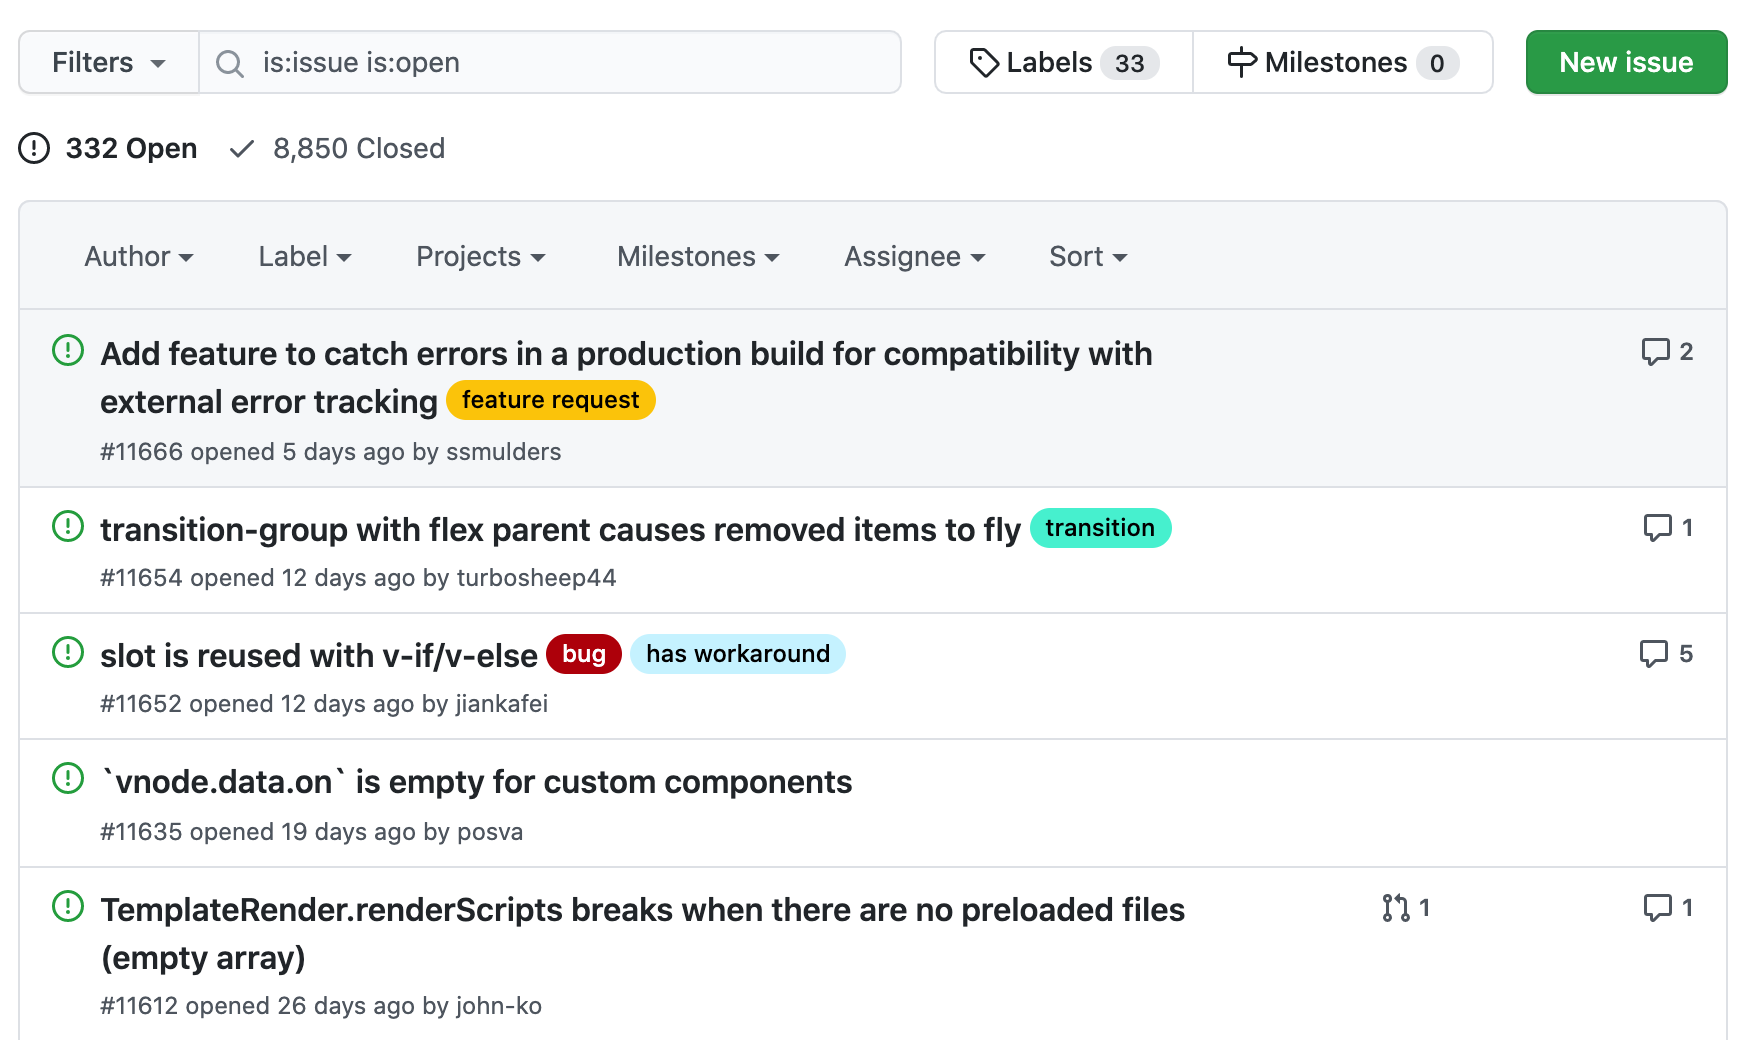 Filters is:issue is:open Labels 33 Milestones 0 New issue
332 Open 8,850 Closed
Author Label Projects Milestones Assignee Sort
Add feature to catch errors in a production build for compatibility with 2
external error tracking feature request
#11666 opened 5 days ago by ssmulders
transition-group with flex parent causes removed items to fly transition 1
#11654 opened 12 days ago by turbosheep44
slot is reused with v-if/v-else bug has workaround 5
#11652 opened 12 days ago by jiankafei
`vnode.data.on` is empty for custom components
#11635 opened 19 days ago by posva
TemplateRender.renderScripts breaks when there are no preloaded files 1 1
(empty array)
#11612 opened 26 days ago by john-ko